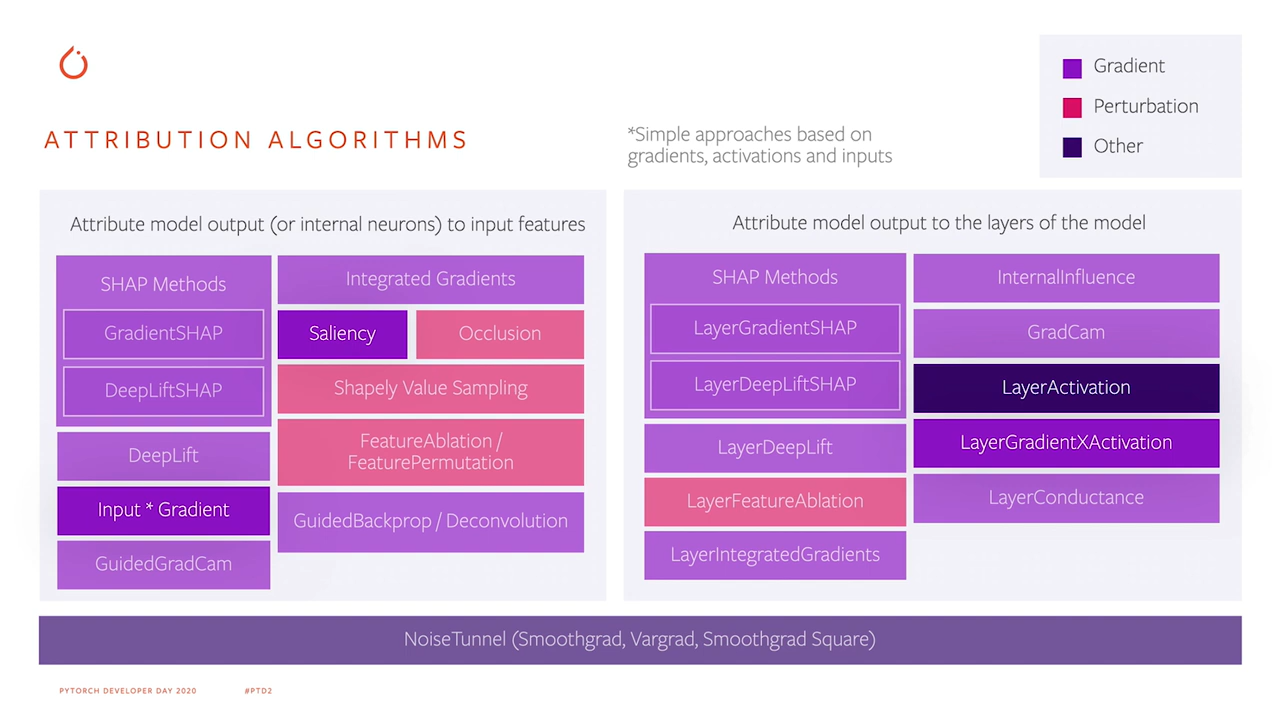 Gradient
Perturbation
Other
ATTRIBUTION ALGORITHMS
*Simple approaches based on
gradients, activations and inputs
Attribute model output (or internal neurons) to input features
SHAP Methods
GradientSHAP
DeepLiftSHAP
DeepLift
Input * Gradient
GuidedGradCam
Integrated Gradients
Saliency
Occlusion
Shapely Value Sampling
FeatureAblation /
FeaturePermutation
GuidedBackprop / Deconvolution
Attribute model output to the layers of the model
SHAP Methods
LayerGradientSHAP
LayerDeepLiftSHAP
LayerDeepLift
LayerFeatureAblation
LayerIntegratedGradients
InternalInfluence
GradCam
LayerActivation
LayerGradientXActivation
LayerConductance
NoiseTunnel (Smoothgrad, Vargrad, Smoothgrad Square)
PYTORCH DEVELOPER DAY 2020
#PTD2